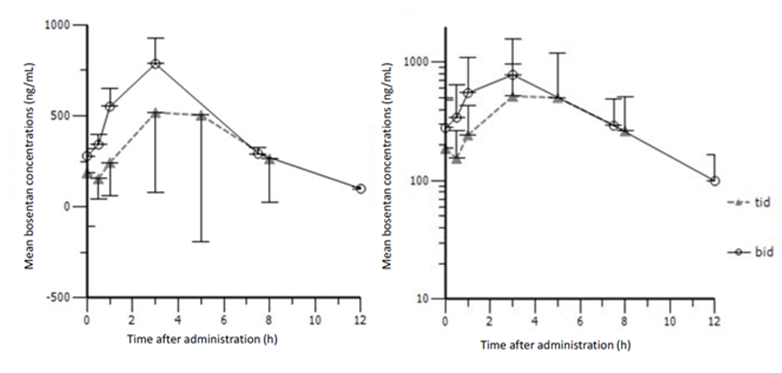 Mean bosentan concentrations (ng/mL)
1000
500
0
-500
0 2 4 6 8 10 12
Time after administration (h)
Mean bosentan concentrations (ng/mL)
1000
100
10
0 2 4 6 8 10 12
Time after administration (h)
tid
bid